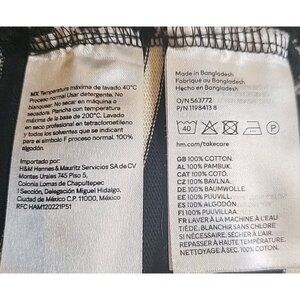 MX Temperatura máxima de lavado 40°C
Proceso normal Usar detergente. No
blanquear. No secar en máquina o
secadora. Plancha con temperatura
máxima de la base de 200°C. Lavado
en seco profesional en tetracloroetileno
y todos los solventes que se indican
para el símbolo F proceso normal. 100%
algodón.
Importado por:
H&M Hennes & Mauritz Servicios SA de CV
Montes Urales 745 Piso 5,
Colonia Lomas de Chapultepec
I Sección, Delegación Miguel Hidalgo.
Ciudad de México C.P. 11000, México
RFC HAM120221P51
Made in Bangladesh
Fabriqué au Bangladesh
Hecho en Bangladesh
O/N 563772
P/N 1198413 8
40
hm.com/takecare
GB 100% COTTON.
AL 100% PAMBUK.
CAT 100% COTÓ.
CZ 100% BAVLNA.
DE 100% BAUMWOLLE
EE 100% PUUVILL.
ES 100% ALGODÓN
FI 100% PUUVILLAA.
FR LAVER À LA MACHINE À L'EAU
TIÈDE, BLANCHIR SANS CHLORE
SI NÉCESSAIRE, SÉCHER À L'AIR.
REPASSER À HAUTE TEMPÉRATURE.
NETTOYAGE À SEC. 100% COTON